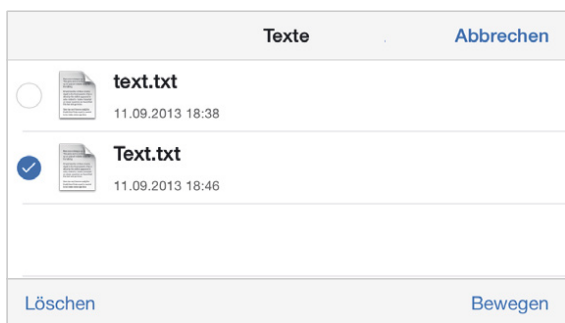 Texte
Abbrechen
text.txt
11.09.2013 18:38
Text.txt
11.09.2013 18:46
Löschen
Bewegen